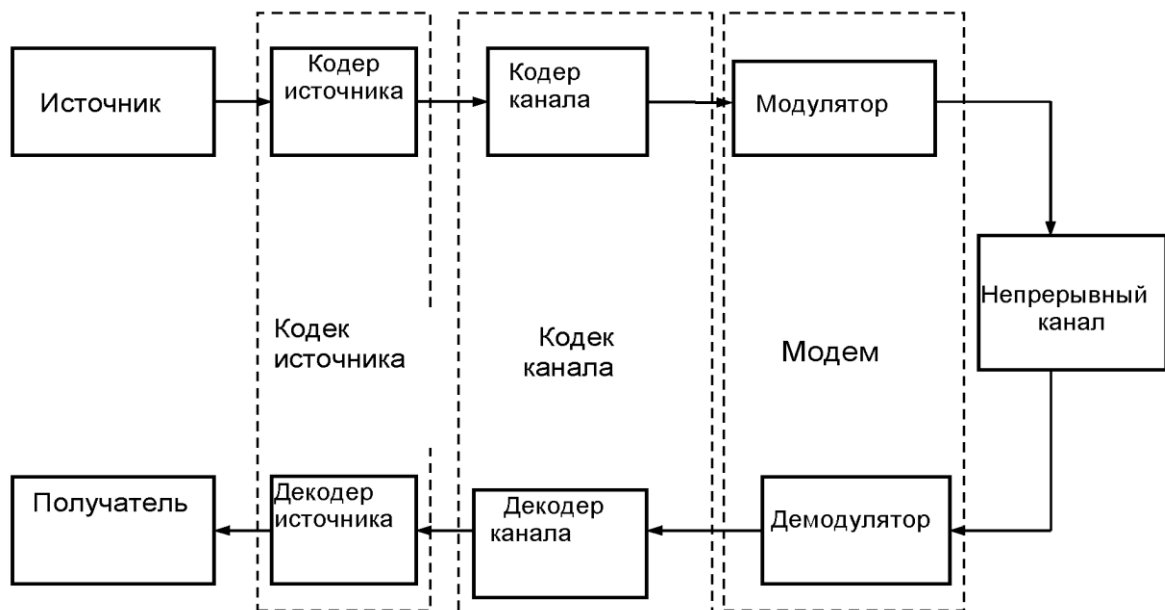 Источник
Кодер
источника
Кодер
канала
Модулятор
Непрерывный
канал
Кодек
источника
Кодек
канала
Модем
Получатель
Декодер
источника
Декодер
канала
Демодулятор